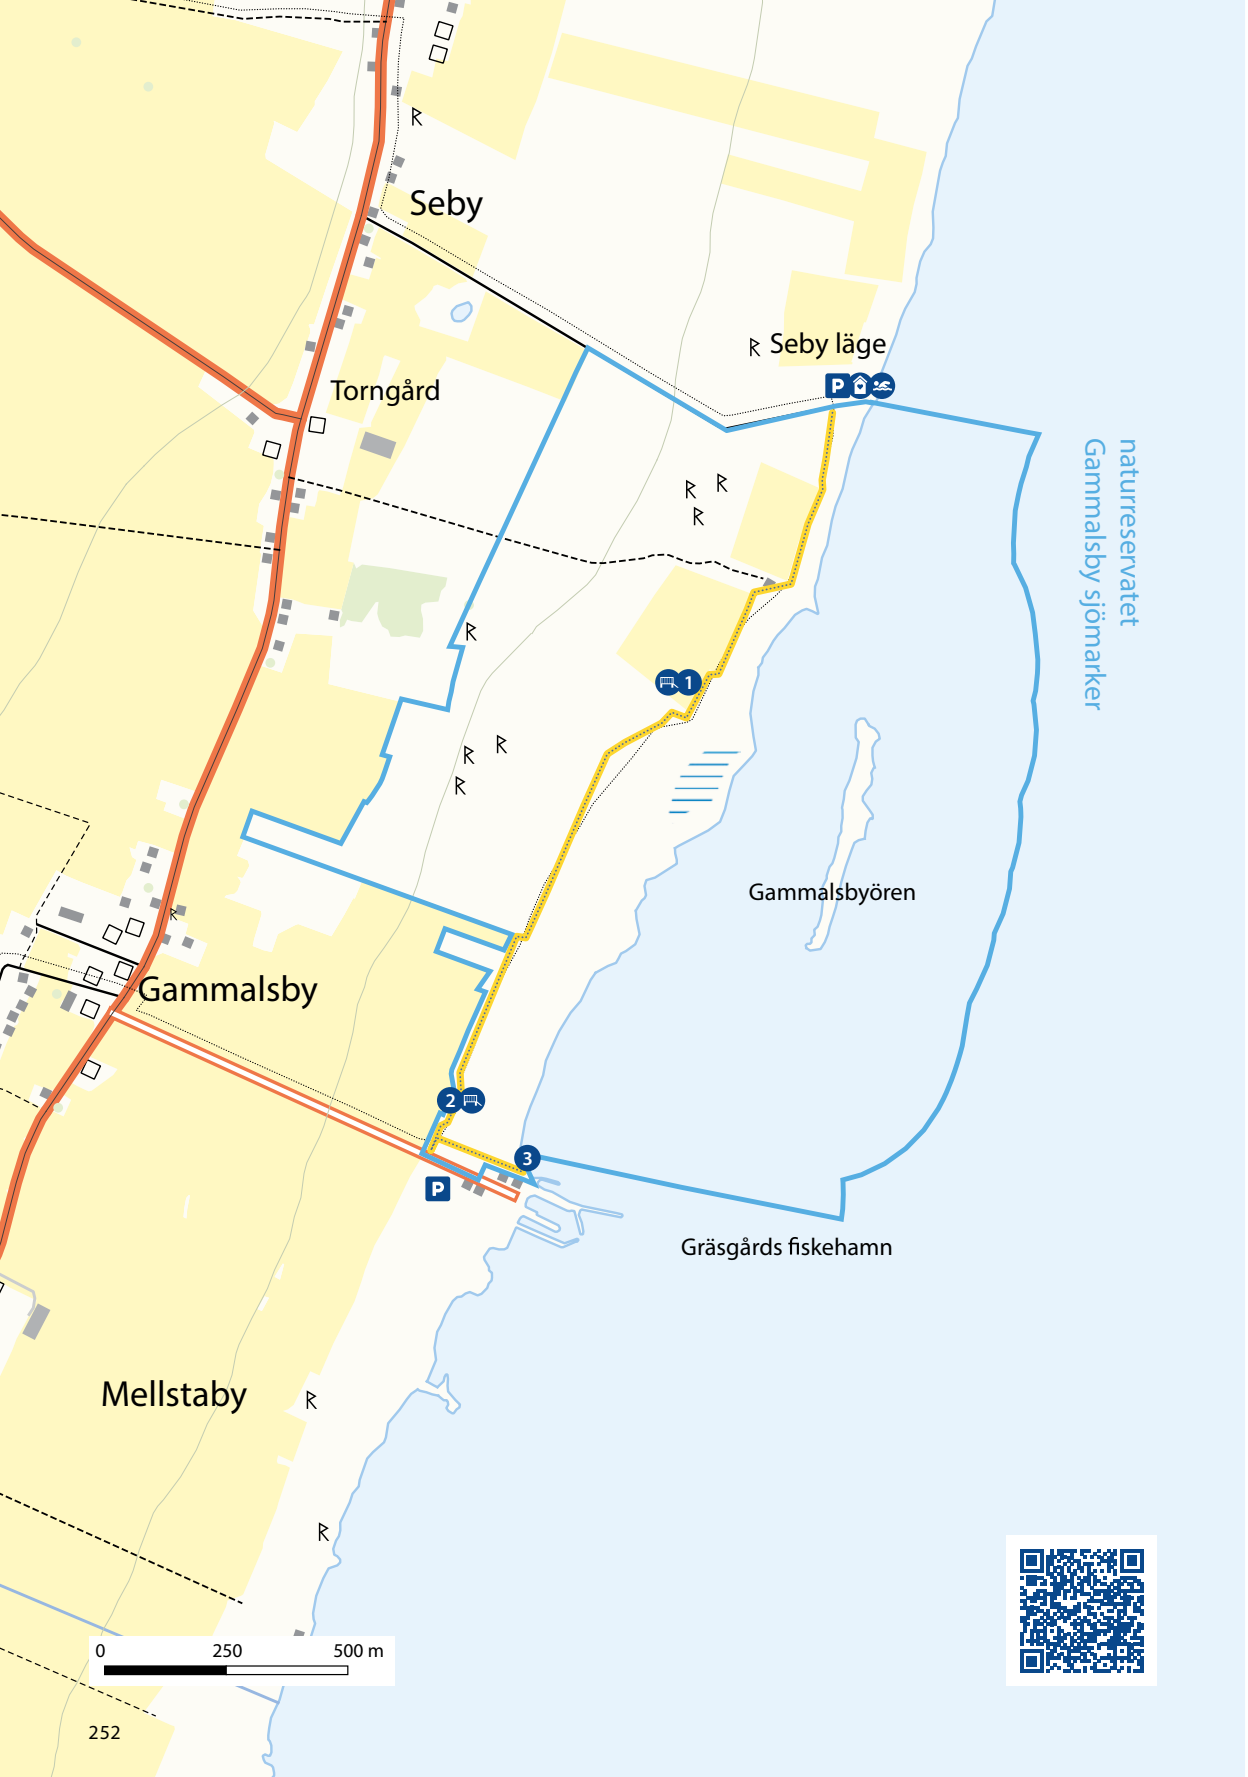 Seby
Seby läge
P
Torngård
naturreservatet
Gammalsby sjömarker
1
Gammalsbyören
Gammalsby
2
3
P
Gräsgårds fiskehamn
Mellstaby
0 250 500 m
252